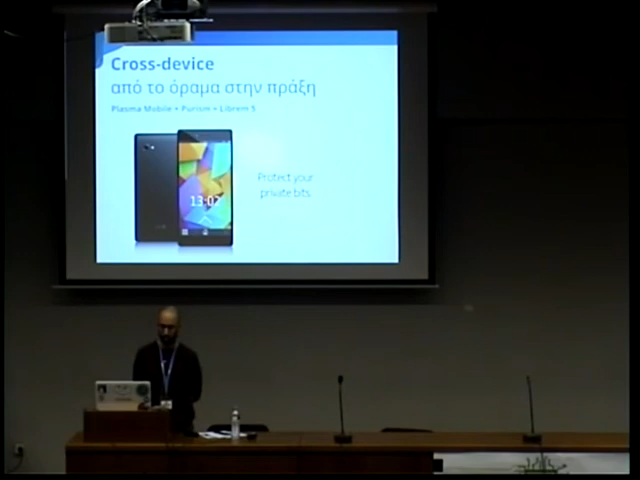 Cross-device
από το όραμα στην πράξη
Plasma Mobile • Purism • Librem 5
13:02
Protect your
private bits